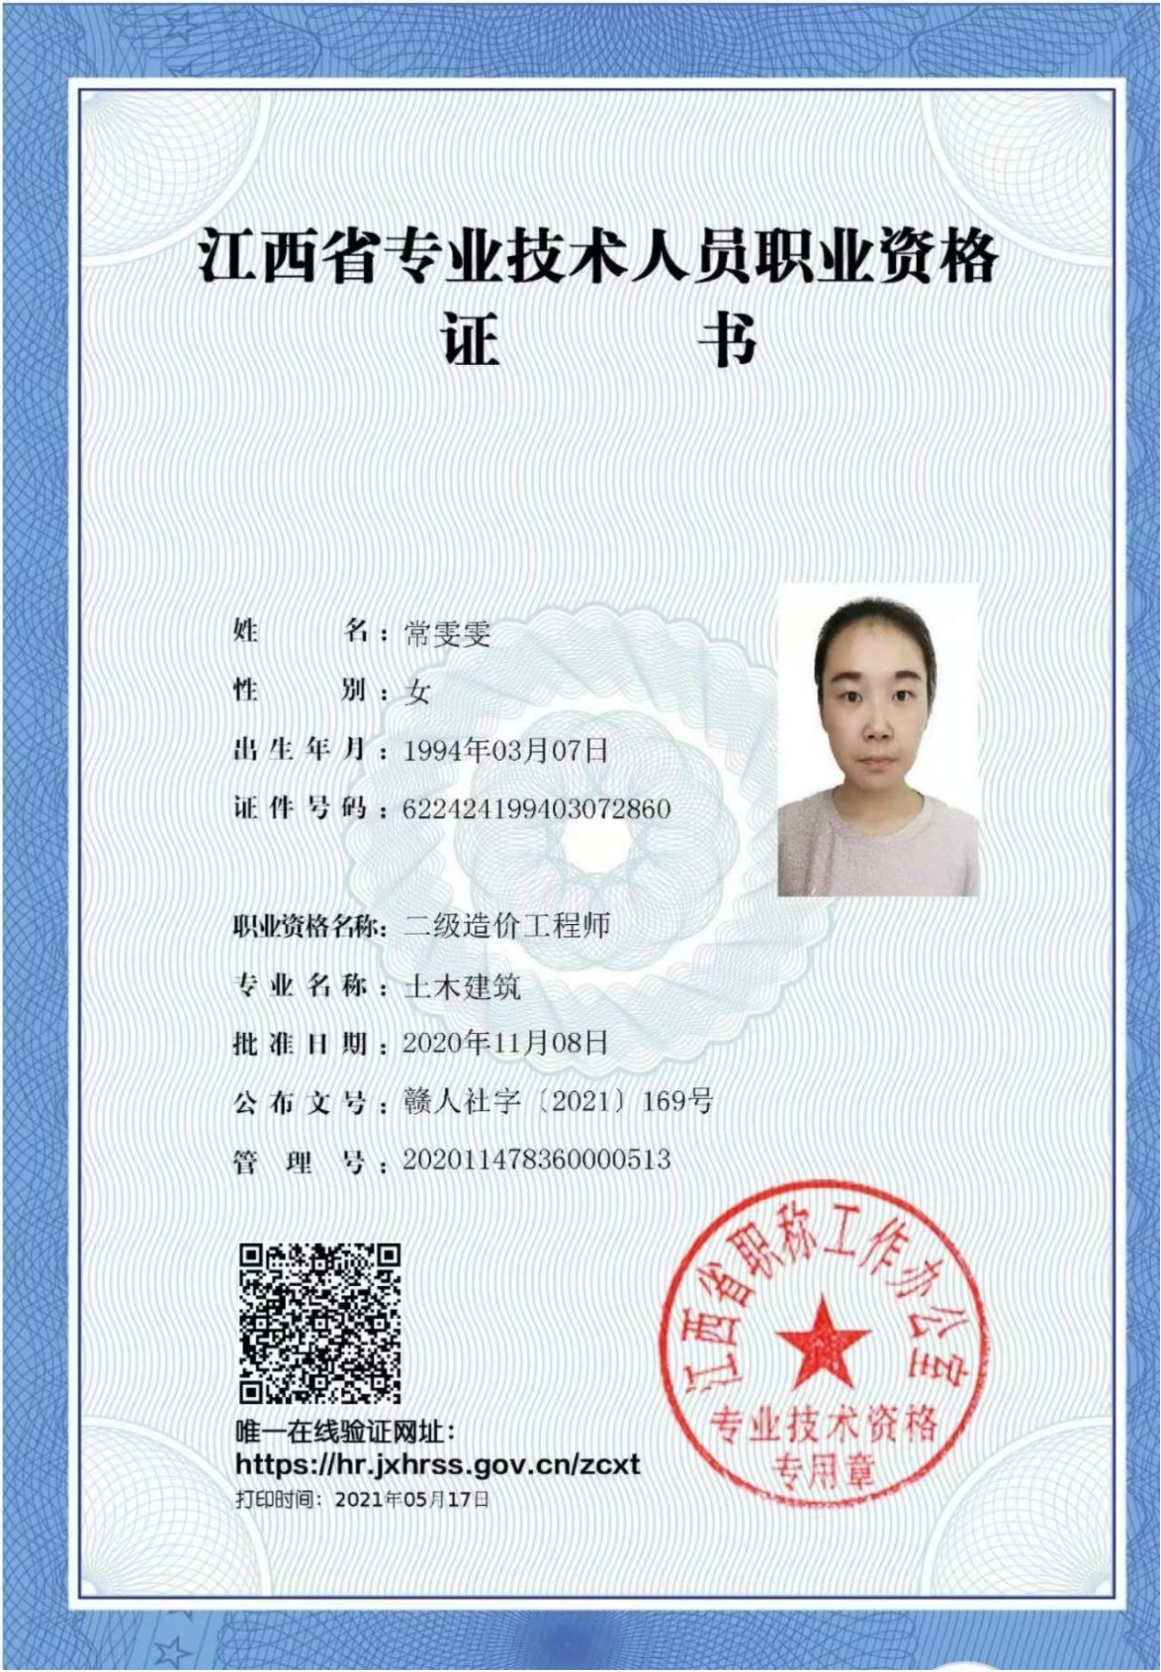 江西省专业技术人员职业资格
证 书
姓 名：常雯雯
性 别：女
出生年月：1994年03月07日
证件号码：622424199403072860
职业资格名称：二级造价工程师
专业名称：土木建筑
批准日期：2020年11月08日
公布文号：赣人社字〔2021〕169号
管 理 号：202011478360000513
江西省职称工作办公室
专业技术资格
专用章
唯一在线验证网址：
https://hr.jxhrss.gov.cn/zcxt
打印时间：2021年05月17日